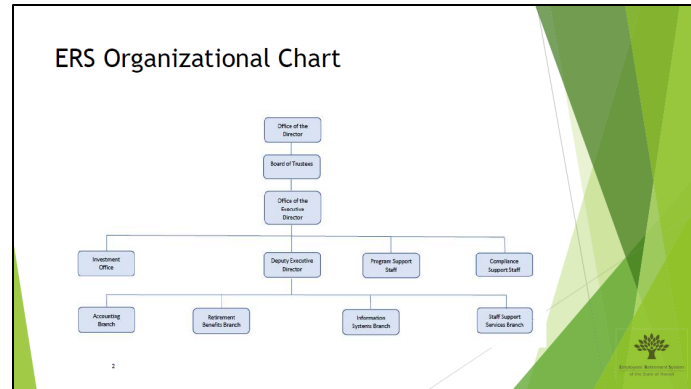 ERS Organizational Chart
Office of the
Director
Board of Trustees
Office of the
Executive
Director
Investment
Office
Deputy Executive
Director
Program Support
Staff
Compliance
Support Staff
Accounting
Branch
Retirement
Benefits Branch
Information
Systems Branch
Staff Support
Services Branch
2
Employees' Retirement System
of the State of Hawaii